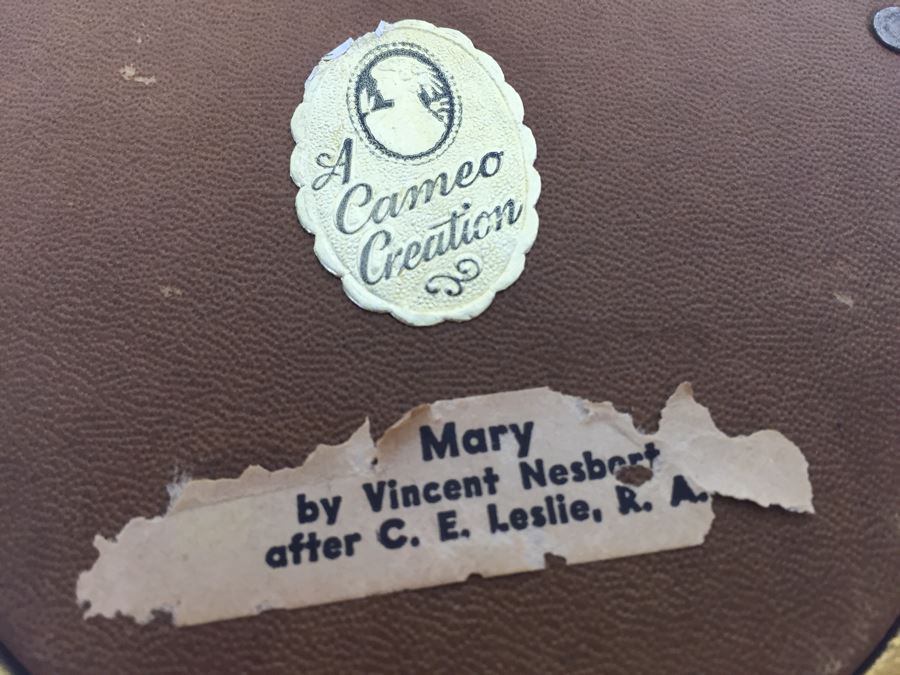 A
Cameo
Creation
Mary
by Vincent Nesbert
after C. E. Leslie, R. A.